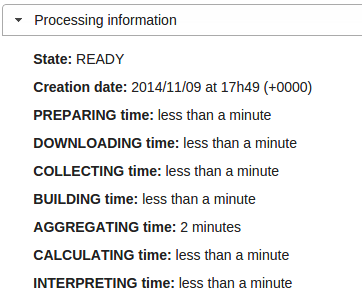 Processing information
State: READY
Creation date: 2014/11/09 at 17h49 (+0000)
PREPARING time: less than a minute
DOWNLOADING time: less than a minute
COLLECTING time: less than a minute
BUILDING time: less than a minute
AGGREGATING time: 2 minutes
CALCULATING time: less than a minute
INTERPRETING time: less than a minute